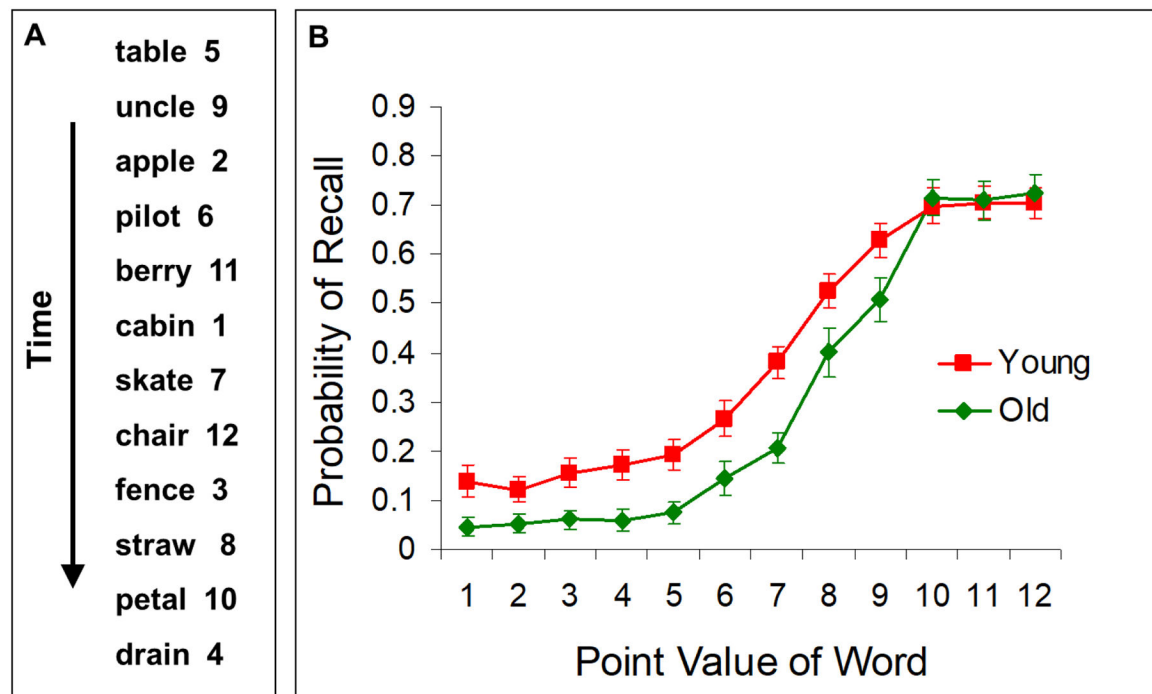 A
table 5
uncle 9
apple 2
pilot 6
berry 11
cabin 1
skate 7
chair 12
fence 3
straw 8
petal 10
drain 4
Time
B
Probability of Recall
0.9
0.8
0.7
0.6
0.5
0.4
0.3
0.2
0.1
0
1 2 3 4 5 6 7 8 9 10 11 12
Point Value of Word
Young
Old